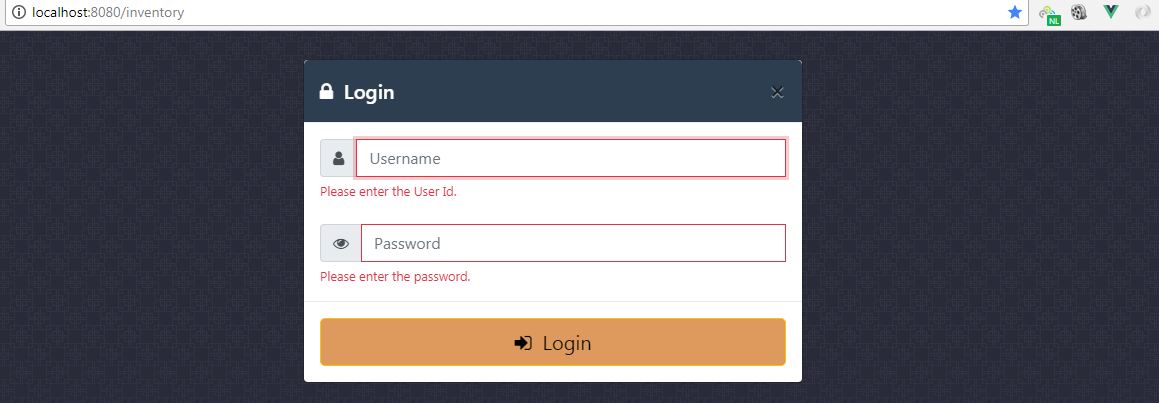 localhost:8080/inventory
NL
Login
×
Username
Please enter the User Id.
Password
Please enter the password.
Login